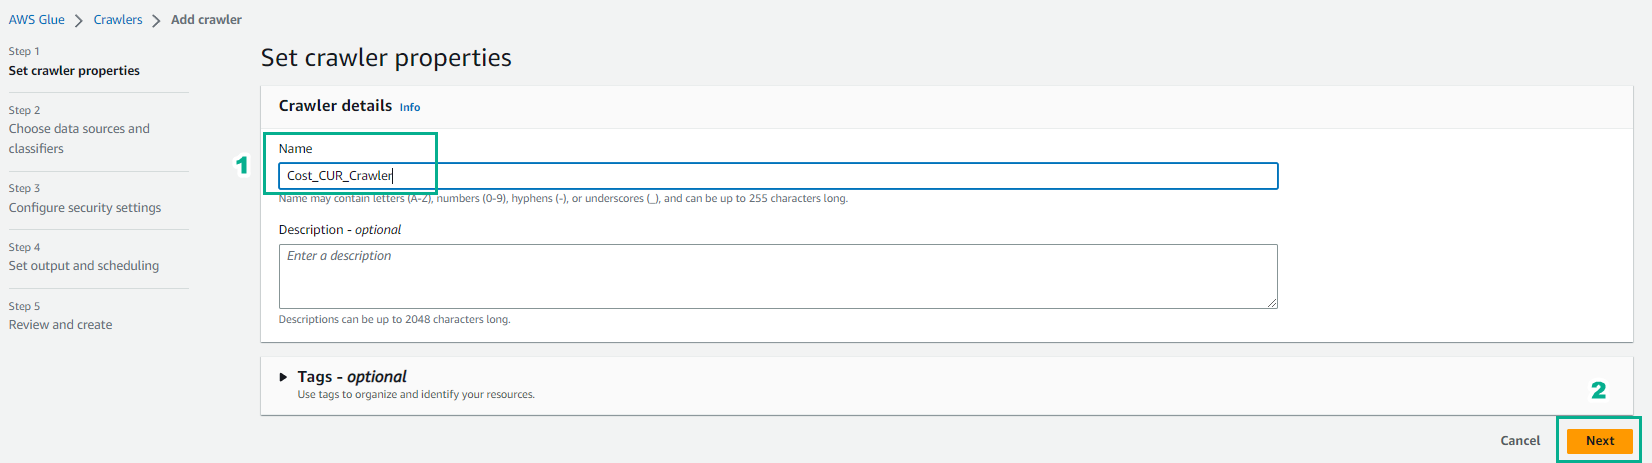 AWS Glue > Crawlers > Add crawler
Step 1
Set crawler properties
Step 2
Choose data sources and
classifiers
Step 3
Configure security settings
Step 4
Set output and scheduling
Step 5
Review and create
Set crawler properties
Crawler details Info
1
Name
Cost_CUR_Crawler
Name may contain letters (A-Z), numbers (0-9), hyphens (-), or underscores (_), and can be up to 255 characters long.
Description - optional
Enter a description
Descriptions can be up to 2048 characters long.
Tags - optional
Use tags to organize and identify your resources.
2
Cancel Next